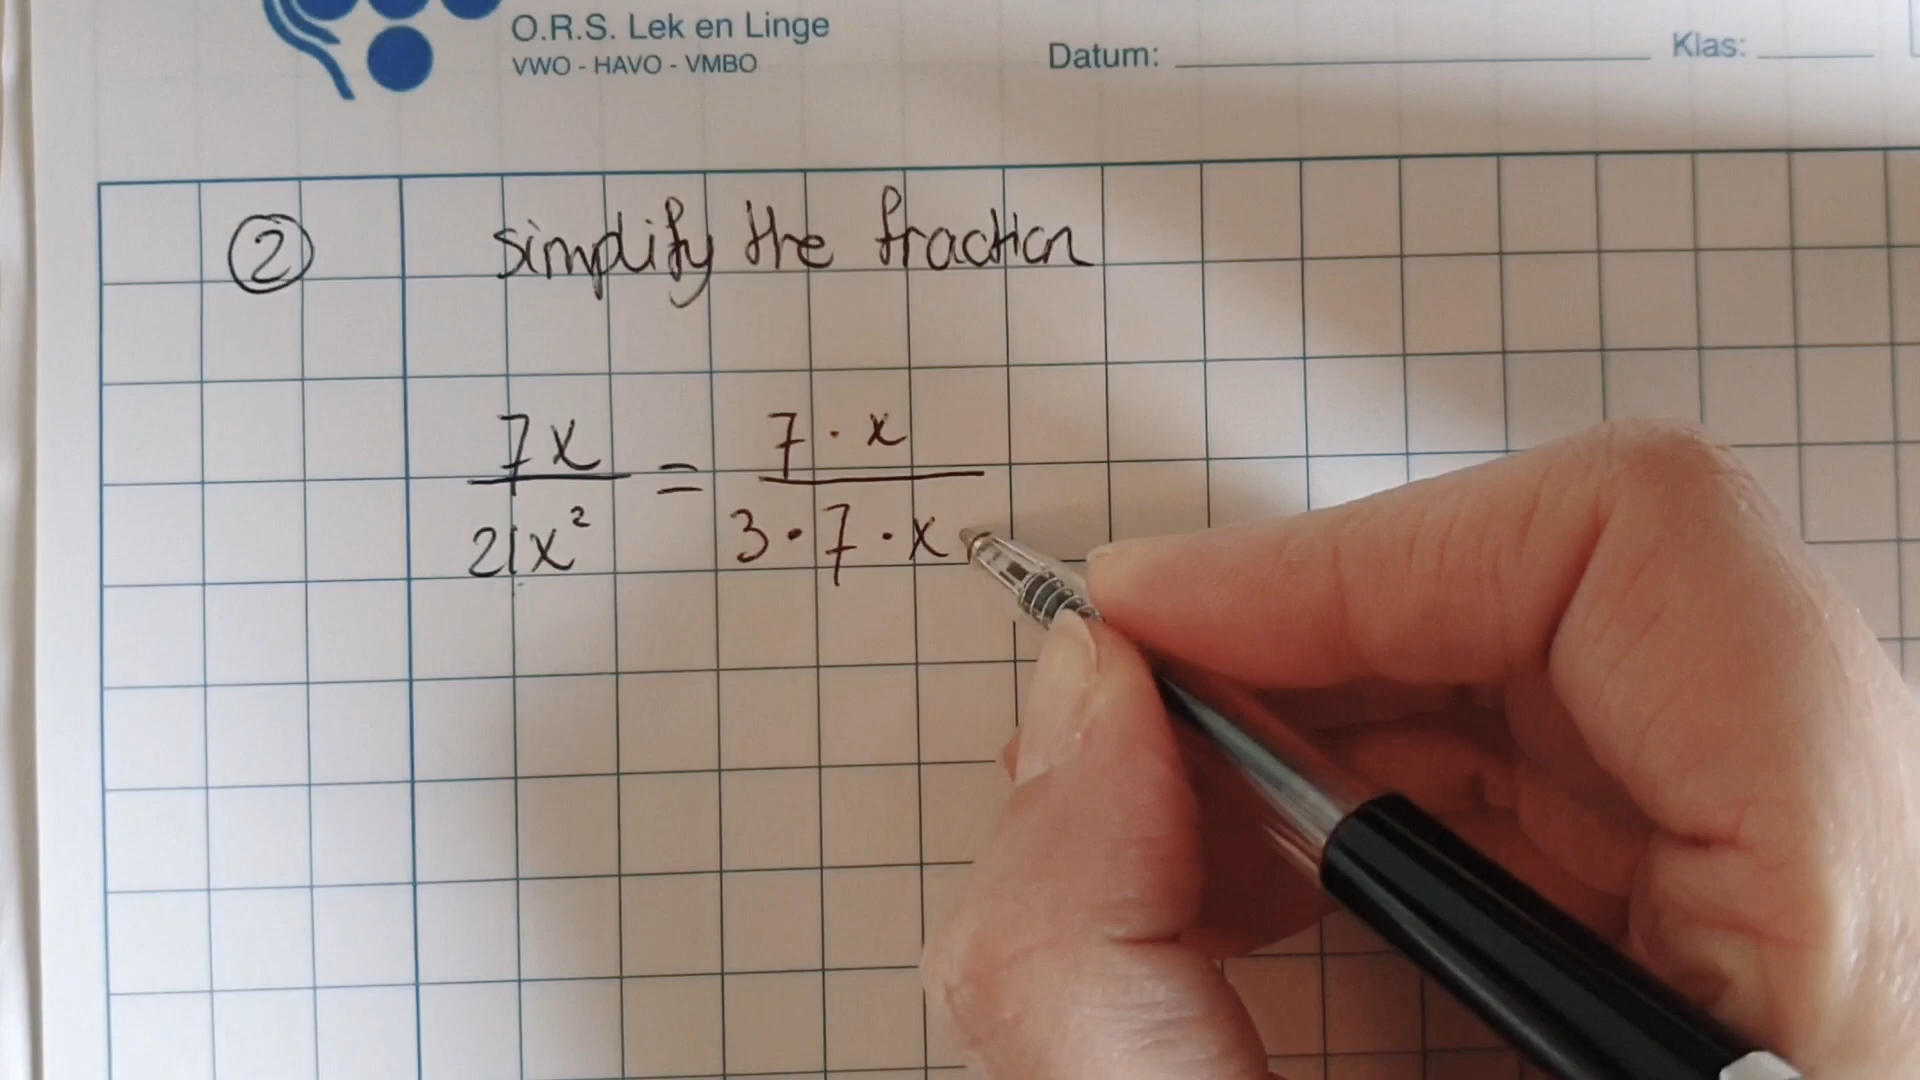 O.R.S. Lek en Linge
VWO - HAVO - VMBO
Datum: Klas:
② simplify the fraction
7x/21x² = 7·x/3·7·x